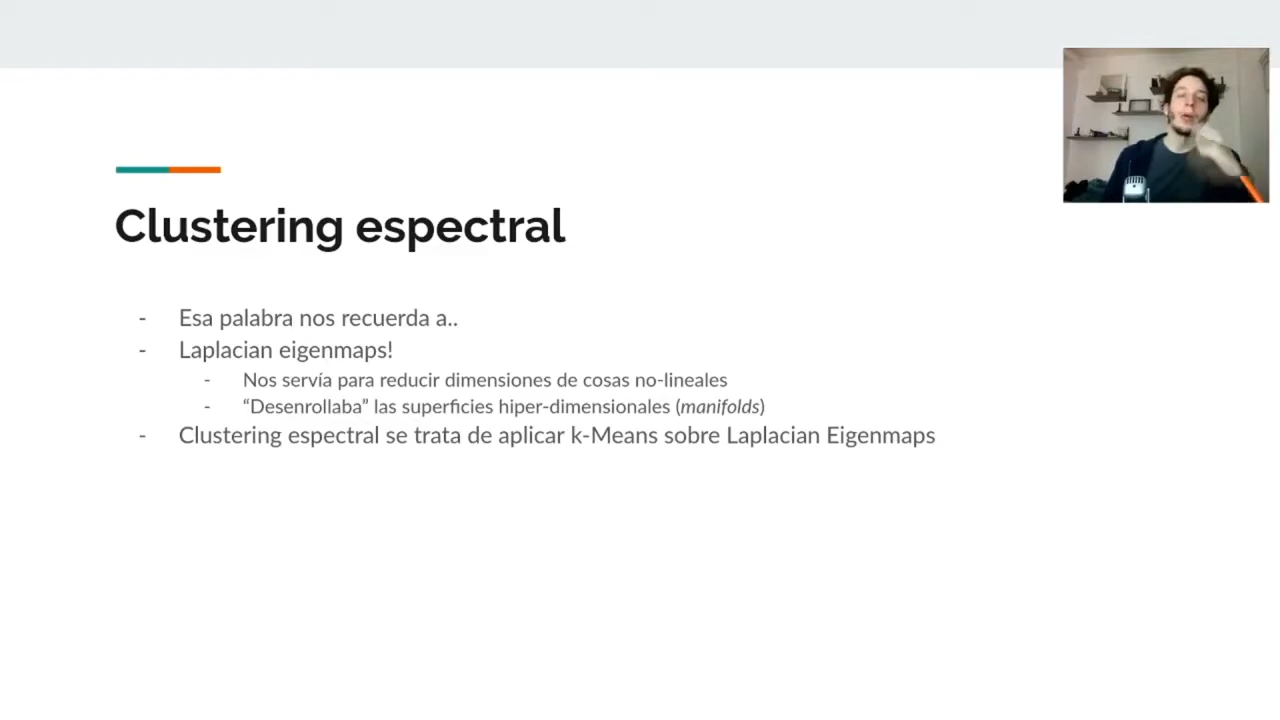 Clustering espectral
- Esa palabra nos recuerda a..
- Laplacian eigenmaps!
- Nos servía para reducir dimensiones de cosas no-lineales
- “Desenrollaba” las superficies hiper-dimensionales (manifolds)
- Clustering espectral se trata de aplicar k-Means sobre Laplacian Eigenmaps